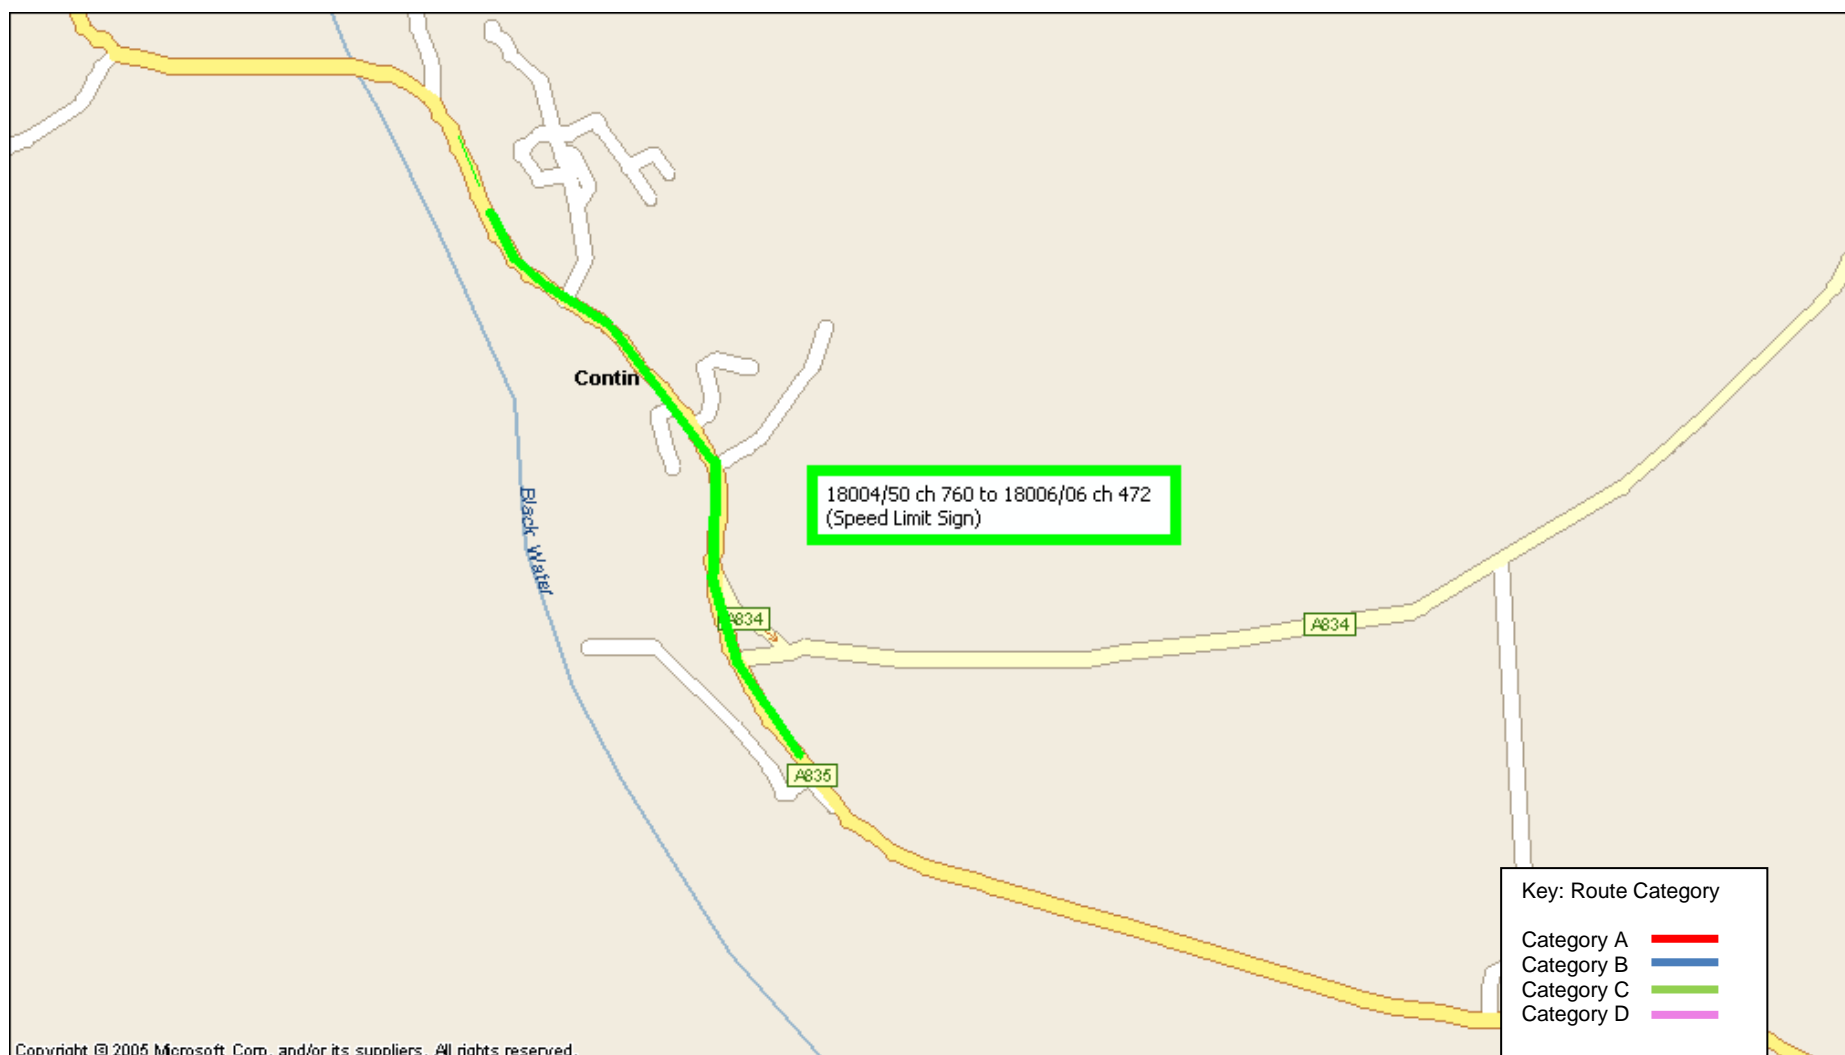 Contin
18004/50 ch 760 to 18006/06 ch 472
(Speed Limit Sign)
Black Water
A834
A834
A835
Key: Route Category
Category A
Category B
Category C
Category D
Copyright © 2005 Microsoft Corp. and/or its suppliers. All rights reserved.